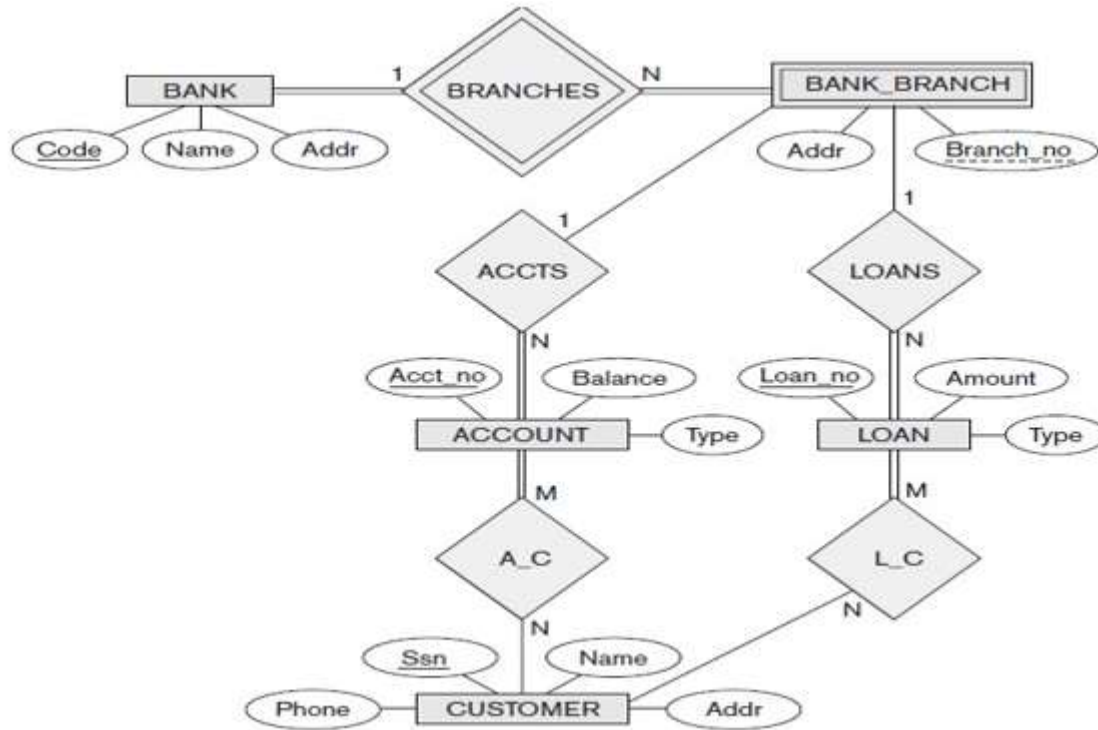 1 N
BANK BRANCHES BANK_BRANCH
Code Name Addr Addr Branch_no
1 1
ACCTS LOANS
N N
Acct_no Balance Loan_no Amount
ACCOUNT Type LOAN Type
M M
A_C L_C
N N
Ssn Name
Phone CUSTOMER Addr